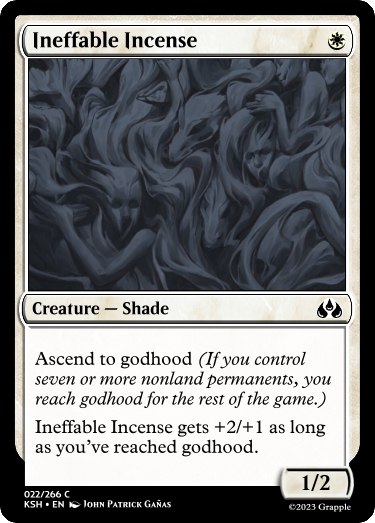 Ineffable Incense
Creature — Shade
Ascend to godhood (If you control
seven or more nonland permanents, you
reach godhood for the rest of the game.)
Ineffable Incense gets +2/+1 as long
as you've reached godhood.
1/2
022/266 C
KSH • EN John Patrick Gañas
©2023 Grapple